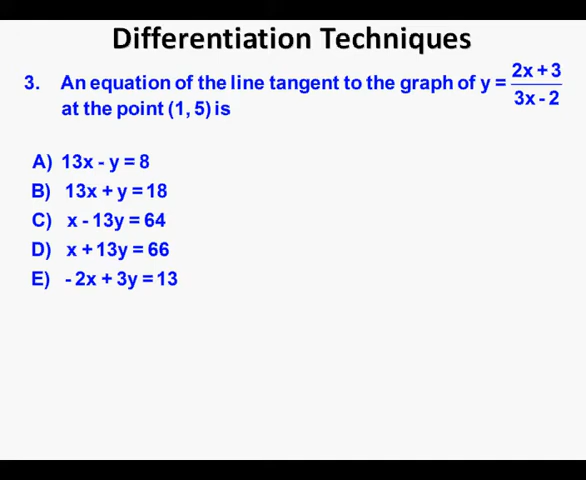 Differentiation Techniques
3. An equation of the line tangent to the graph of y = (2x + 3)/(3x - 2)
at the point (1, 5) is
A) 13x - y = 8
B) 13x + y = 18
C) x - 13y = 64
D) x + 13y = 66
E) - 2x + 3y = 13